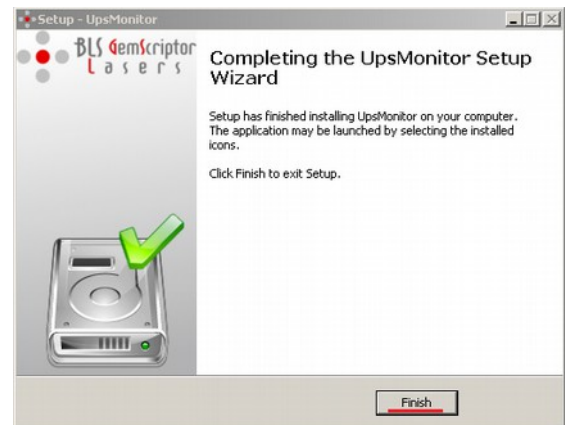 Setup - UpsMonitor
BLS GemScriptor
Lasers
Completing the UpsMonitor Setup
Wizard
Setup has finished installing UpsMonitor on your computer.
The application may be launched by selecting the installed
icons.
Click Finish to exit Setup.
Finish